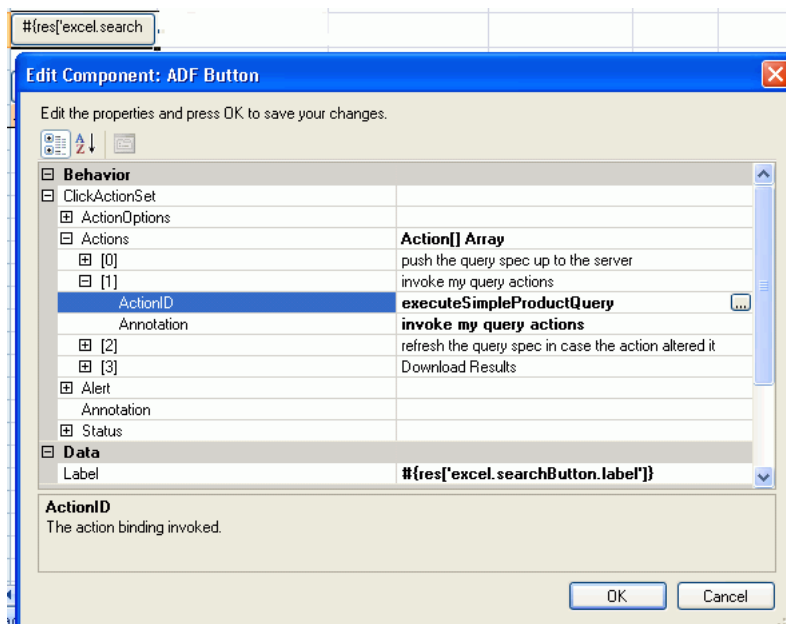 #{res['excel.search
Edit Component: ADF Button
Edit the properties and press OK to save your changes.
Behavior
ClickActionSet
ActionOptions
Actions Action[] Array
[0] push the query spec up to the server
[1] invoke my query actions
ActionID executeSimpleProductQuery ...
Annotation invoke my query actions
[2] refresh the query spec in case the action altered it
[3] Download Results
Alert
Annotation
Status
Data
Label #{res['excel.searchButton.label']}
ActionID
The action binding invoked.
OK Cancel